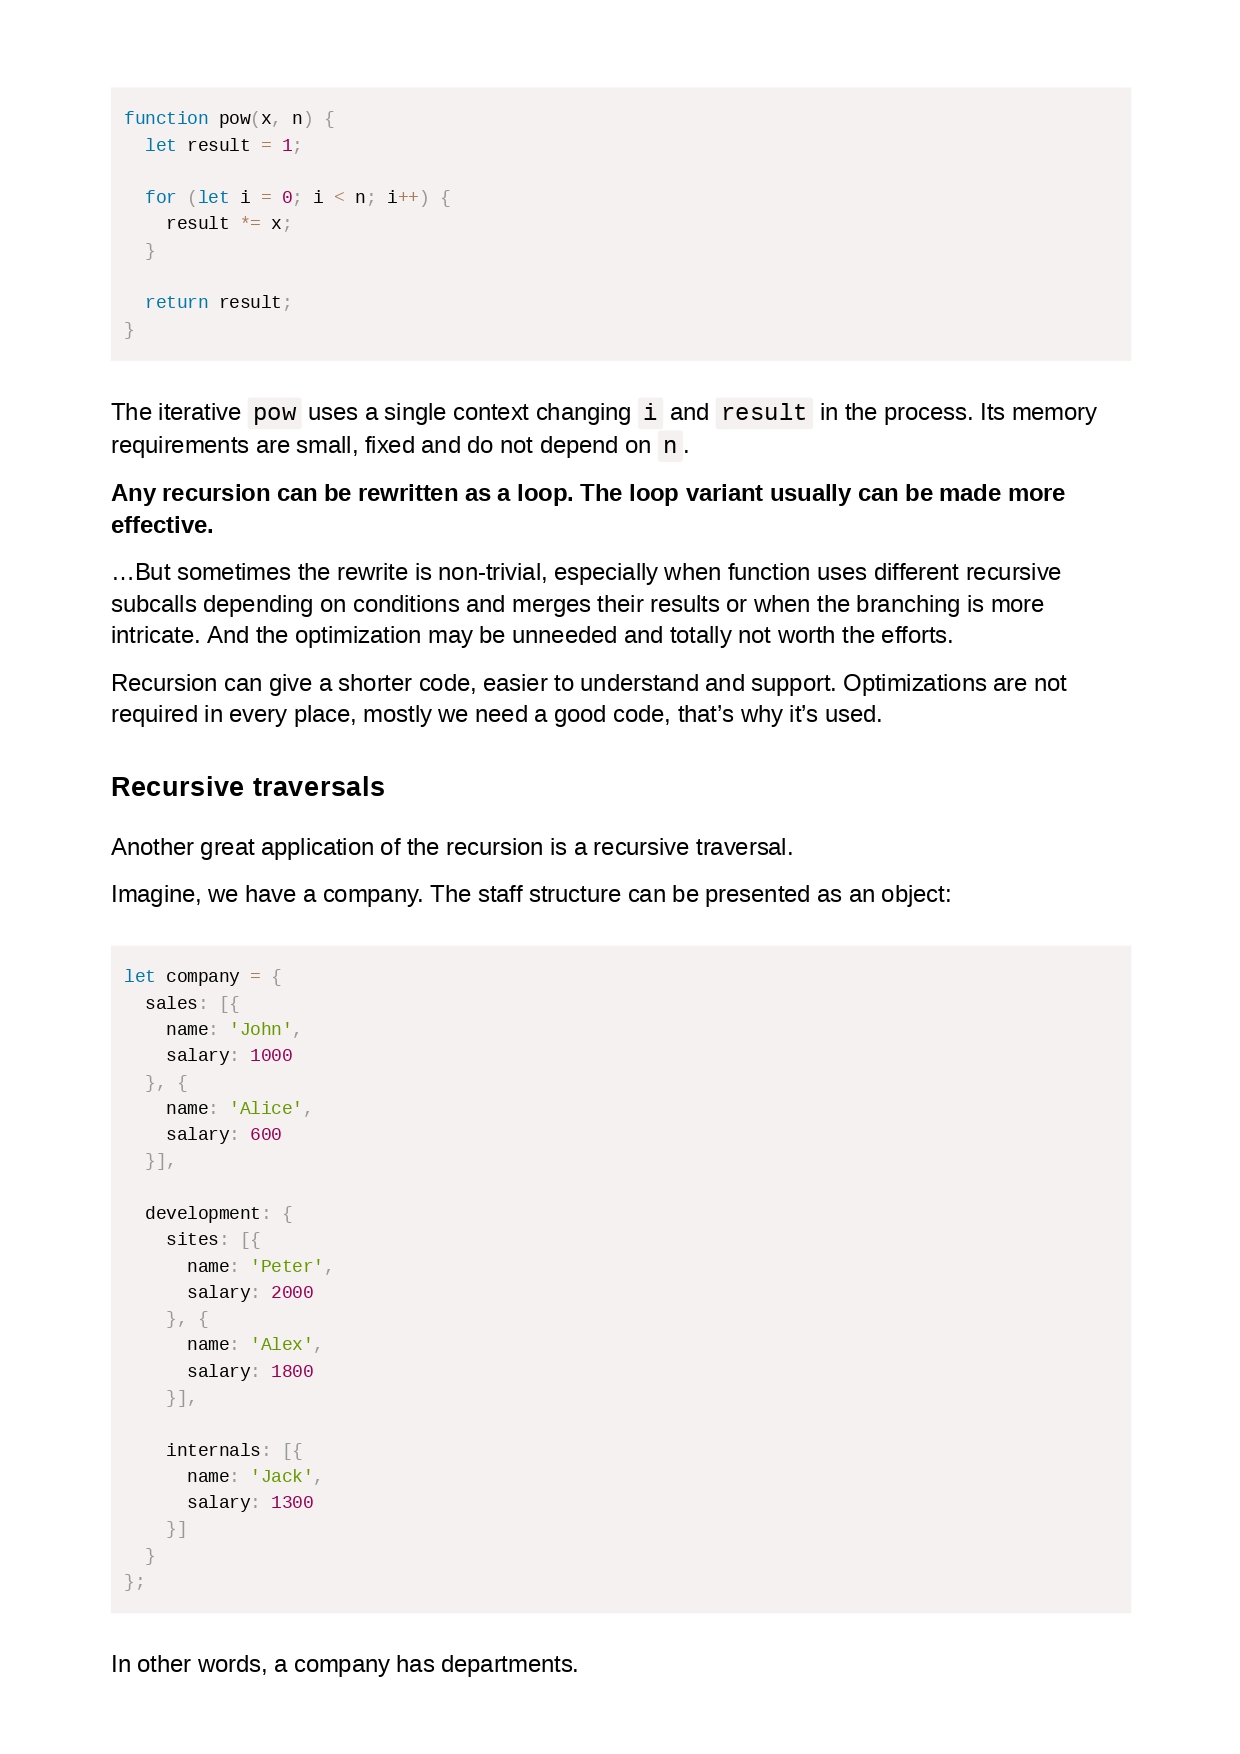 function pow(x, n) {
  let result = 1;

  for (let i = 0; i < n; i++) {
    result *= x;
  }

  return result;
}

The iterative pow uses a single context changing i and result in the process. Its memory
requirements are small, fixed and do not depend on n.

Any recursion can be rewritten as a loop. The loop variant usually can be made more
effective.

…But sometimes the rewrite is non-trivial, especially when function uses different recursive
subcalls depending on conditions and merges their results or when the branching is more
intricate. And the optimization may be unneeded and totally not worth the efforts.

Recursion can give a shorter code, easier to understand and support. Optimizations are not
required in every place, mostly we need a good code, that’s why it’s used.

Recursive traversals

Another great application of the recursion is a recursive traversal.

Imagine, we have a company. The staff structure can be presented as an object:

let company = {
  sales: [{
    name: 'John',
    salary: 1000
  }, {
    name: 'Alice',
    salary: 600
  }],

  development: {
    sites: [{
      name: 'Peter',
      salary: 2000
    }, {
      name: 'Alex',
      salary: 1800
    }],

    internals: [{
      name: 'Jack',
      salary: 1300
    }]
  }
};

In other words, a company has departments.